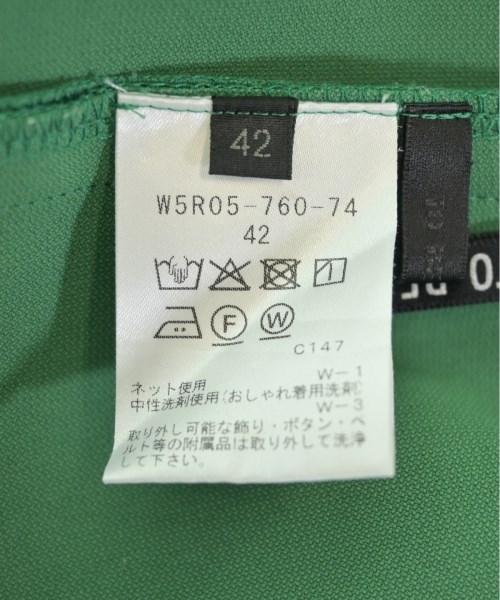 42
W5R05-760-74
42
F
W
C147
W-1
ネット使用
中性洗剤使用(おしゃれ着用洗剤)
W-3
取り外し可能な飾り・ボタン・ベ
ルト等の附属品は取り外して洗浄
して下さい。